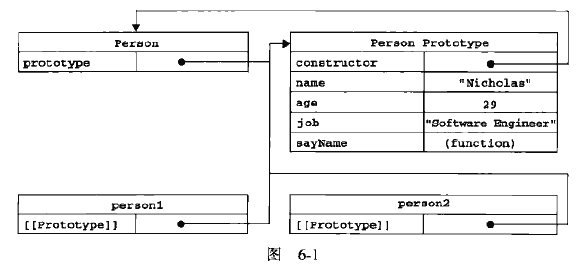 Person
prototype
Person Prototype
constructor
name "Nicholas"
age 29
job "Software Engineer"
sayName (function)
person1
[[Prototype]]
person2
[[Prototype]]
图 6-1